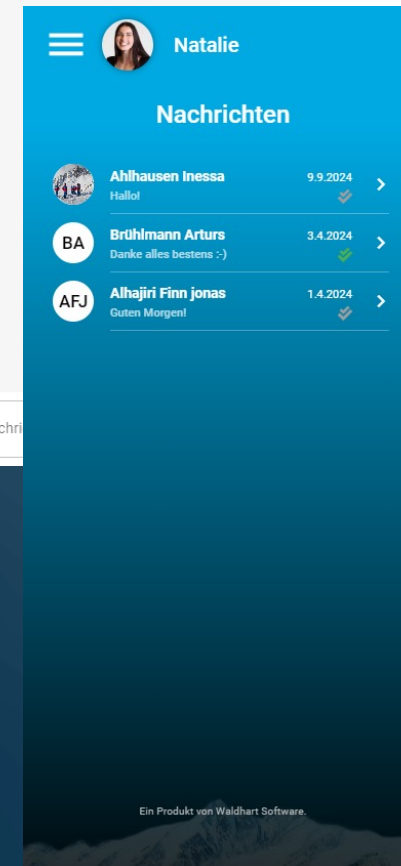 Natalie
Nachrichten
Ahlhausen Inessa 9.9.2024
Hallo!
BA Brühlmann Arturs 3.4.2024
Danke alles bestens :-)
AFJ Alhajiri Finn jonas 1.4.2024
Guten Morgen!
chri
Ein Produkt von Waldhart Software.